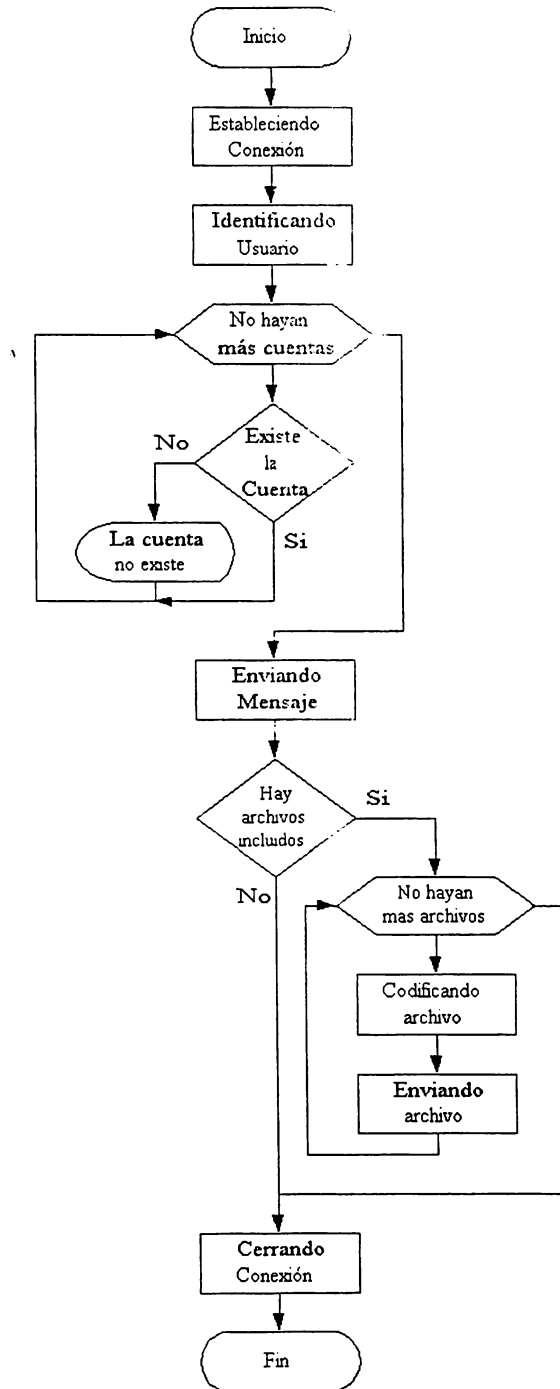 Inicio
Estableciendo
Conexión
Identificando
Usuario
No hayan
más cuentas
Existe
la
Cuenta
No
Si
La cuenta
no existe
Enviando
Mensaje
Hay
archivos
incluidos
Si
No
No hayan
mas archivos
Codificando
archivo
Enviando
archivo
Cerrando
Conexión
Fin